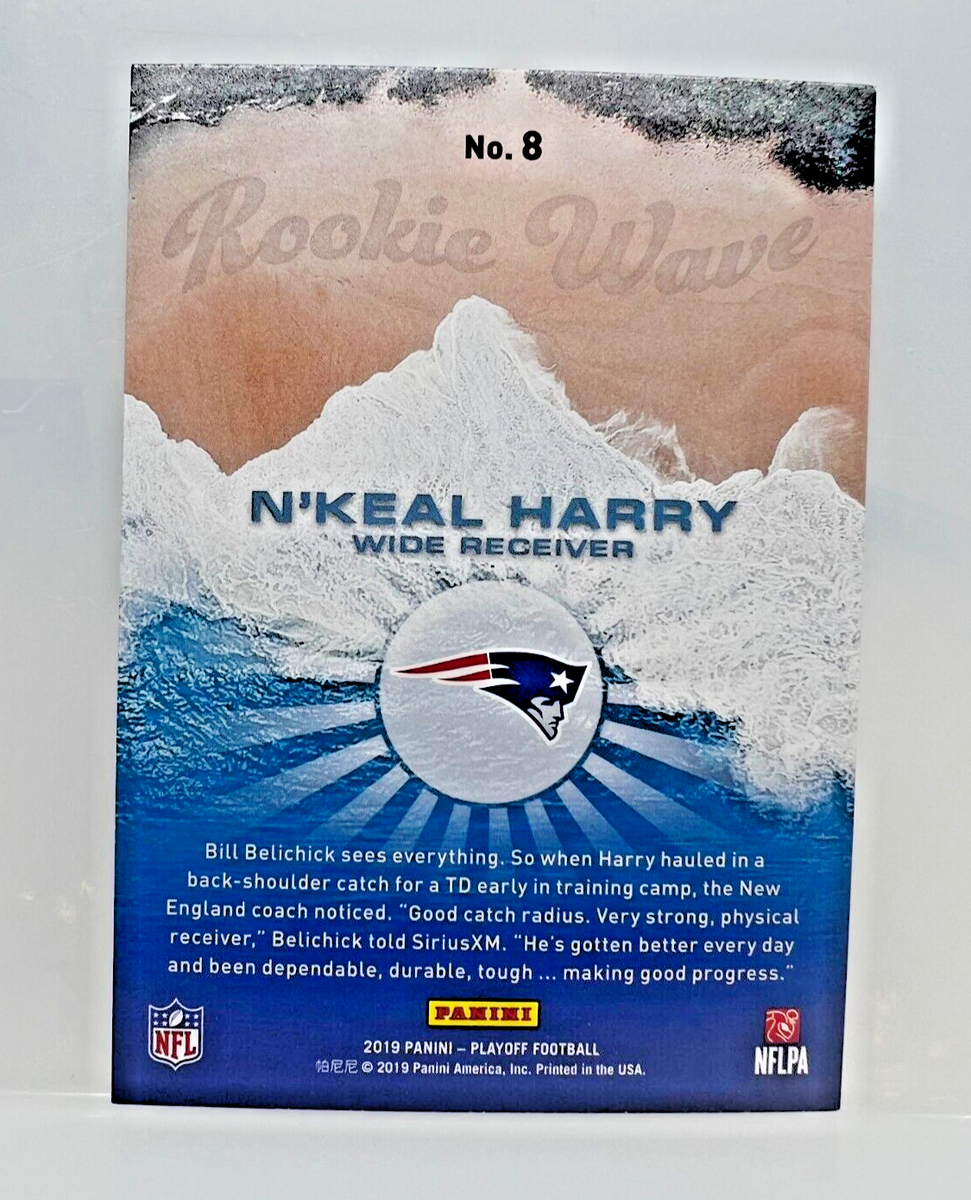 No. 8
Rookie Wave
N'KEAL HARRY
WIDE RECEIVER
Bill Belichick sees everything. So when Harry hauled in a
back-shoulder catch for a TD early in training camp, the New
England coach noticed. “Good catch radius. Very strong, physical
receiver,” Belichick told SiriusXM. “He's gotten better every day
and been dependable, durable, tough ... making good progress.”
PANINI
NFL
2019 PANINI – PLAYOFF FOOTBALL
NFLPA
帕尼尼 © 2019 Panini America, Inc. Printed in the USA.